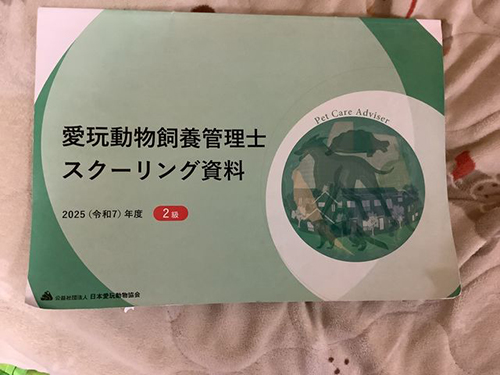 Pet Care Adviser
愛玩動物飼養管理士
スクーリング資料
2025(令和7)年度 2級
公益社団法人 日本愛玩動物協会